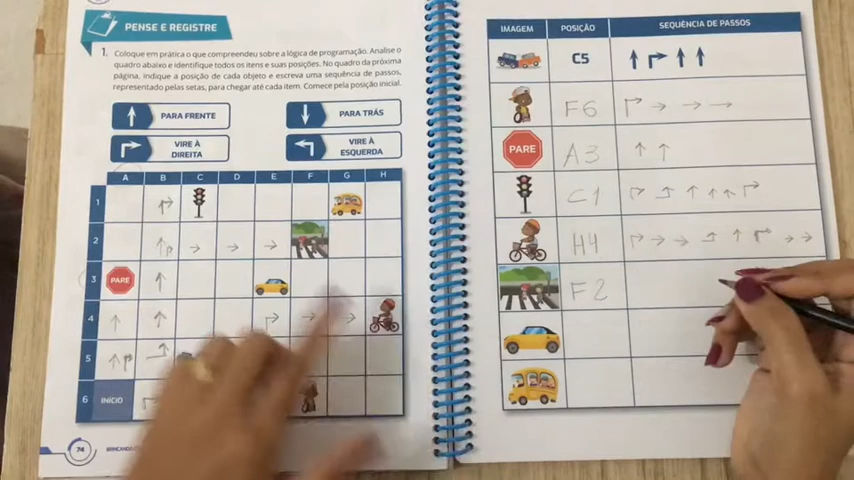 PENSE E REGISTRE
1. Coloque em prática o que compreendeu sobre a lógica de programação. Analise o
quadro abaixo e identifique todos os itens e suas posições. No quadro da próxima
página, indique a posição de cada objeto e escreva uma sequência de passos,
representado pelas setas, para chegar até cada item. Comece pela posição inicial.
PARA FRENTE
PARA TRÁS
VIRE À
DIREITA
VIRE À
ESQUERDA
A B C D E F G H
1
2
3 PARE
4
5
6 INÍCIO
74
IMAGEM POSIÇÃO SEQUÊNCIA DE PASSOS
C5
F6
PARE A3
C1
H4
F2